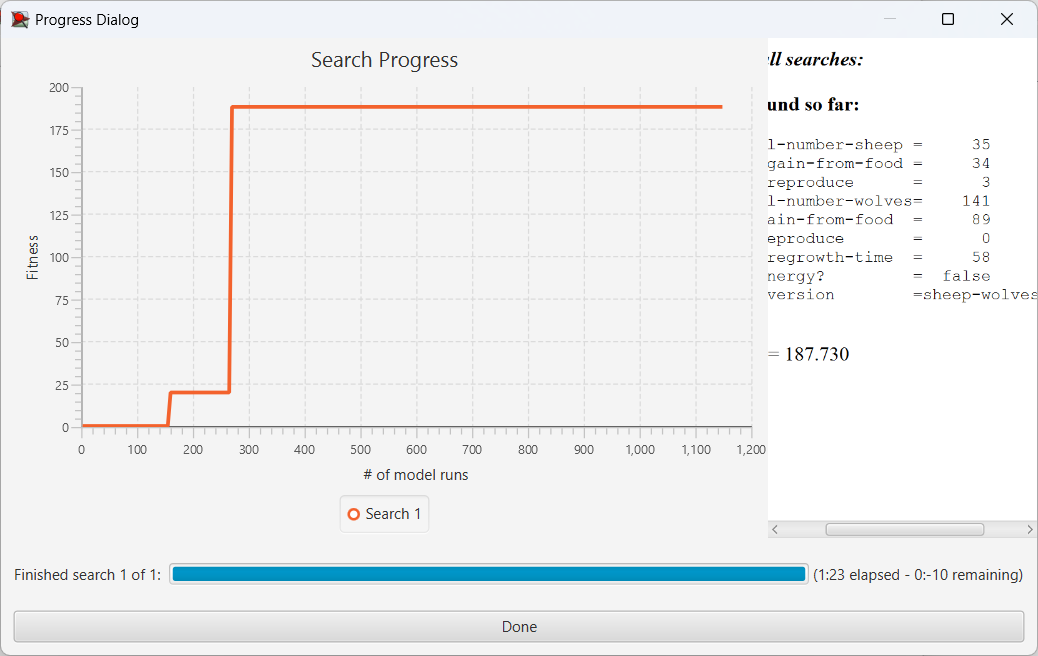 Progress Dialog
Search Progress
Fitness
200
175
150
125
100
75
50
25
0
0 100 200 300 400 500 600 700 800 900 1,000 1,100 1,200
# of model runs
Search 1
ll searches:
und so far:
l-number-sheep = 35
gain-from-food = 34
reproduce = 3
l-number-wolves= 141
ain-from-food = 89
eproduce = 0
regrowth-time = 58
nergy? = false
version =sheep-wolves
= 187.730
Finished search 1 of 1: (1:23 elapsed - 0:-10 remaining)
Done